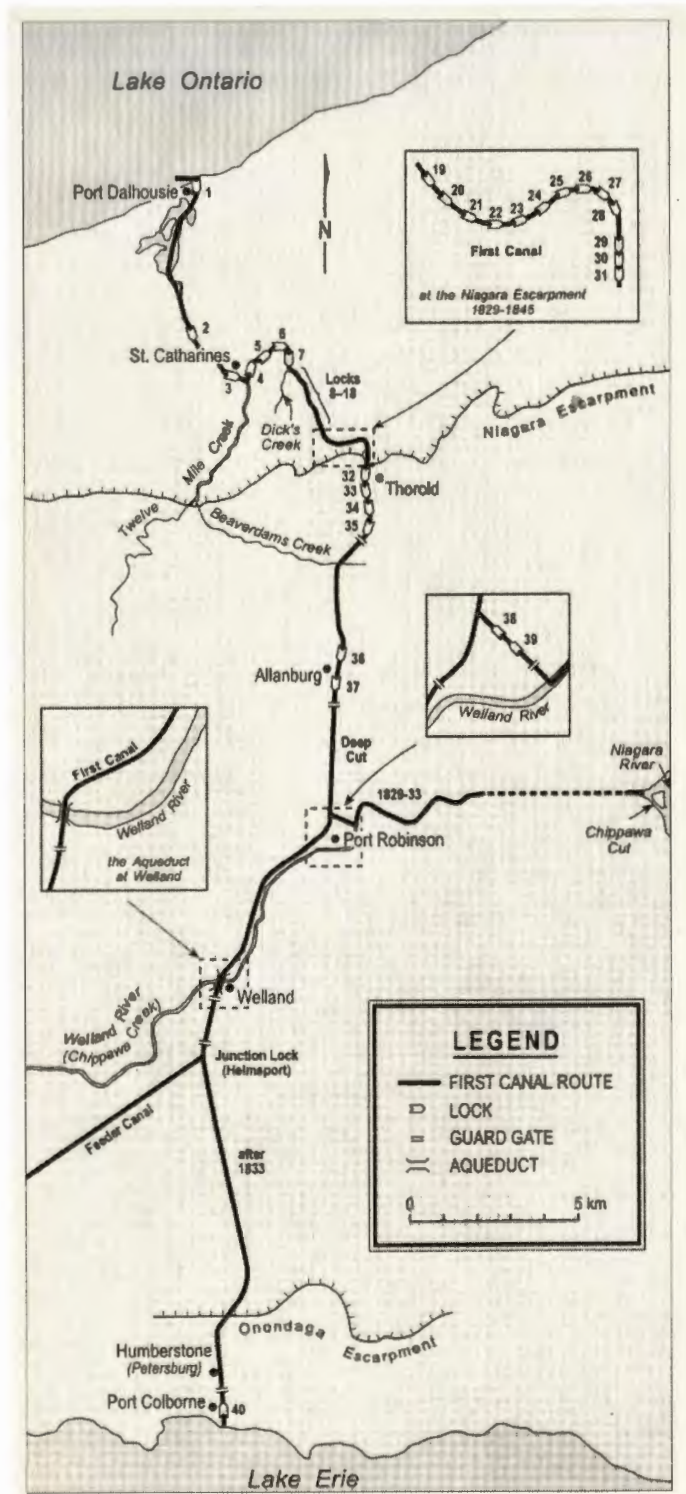 Lake Ontario
Port Dalhousie
1
N
19
20
21
22
23
24
25
26
27
28
29
30
31
First Canal
at the Niagara Escarpment
1829-1845
2
St. Catharines
3
4
5
6
7
Locks
8-18
Dick's
Creek
Niagara Escarpment
Twelve Mile Creek
Thorold
32
33
34
35
Beaverdams Creek
36
Allanburg
37
38
39
Welland River
Deep
Cut
1829-33
Niagara
River
Chippawa
Cut
Port Robinson
First Canal
Welland River
the Aqueduct
at Welland
Welland
Welland River
(Chippawa Creek)
Junction Lock
(Helmsport)
Feeder Canal
after
1833
LEGEND
FIRST CANAL ROUTE
LOCK
GUARD GATE
AQUEDUCT
0 5 km
Onondaga Escarpment
Humberstone
(Petersburg)
Port Colborne
40
Lake Erie